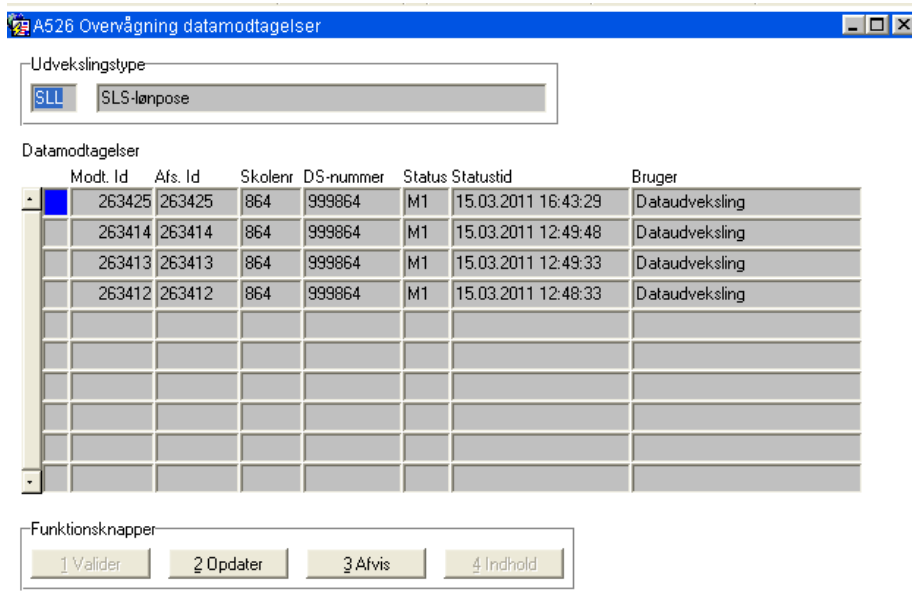 A526 Overvågning datamodtagelser
Udvekslingstype
SLL SLS-lønpose
Datamodtagelser
Modt. Id Afs. Id Skolenr DS-nummer Status Statustid Bruger
263425 263425 864 999864 M1 15.03.2011 16:43:29 Dataudveksling
263414 263414 864 999864 M1 15.03.2011 12:49:48 Dataudveksling
263413 263413 864 999864 M1 15.03.2011 12:49:33 Dataudveksling
263412 263412 864 999864 M1 15.03.2011 12:48:33 Dataudveksling
Funktionsknapper
1 Valider 2 Opdater 3 Afvis 4 Indhold